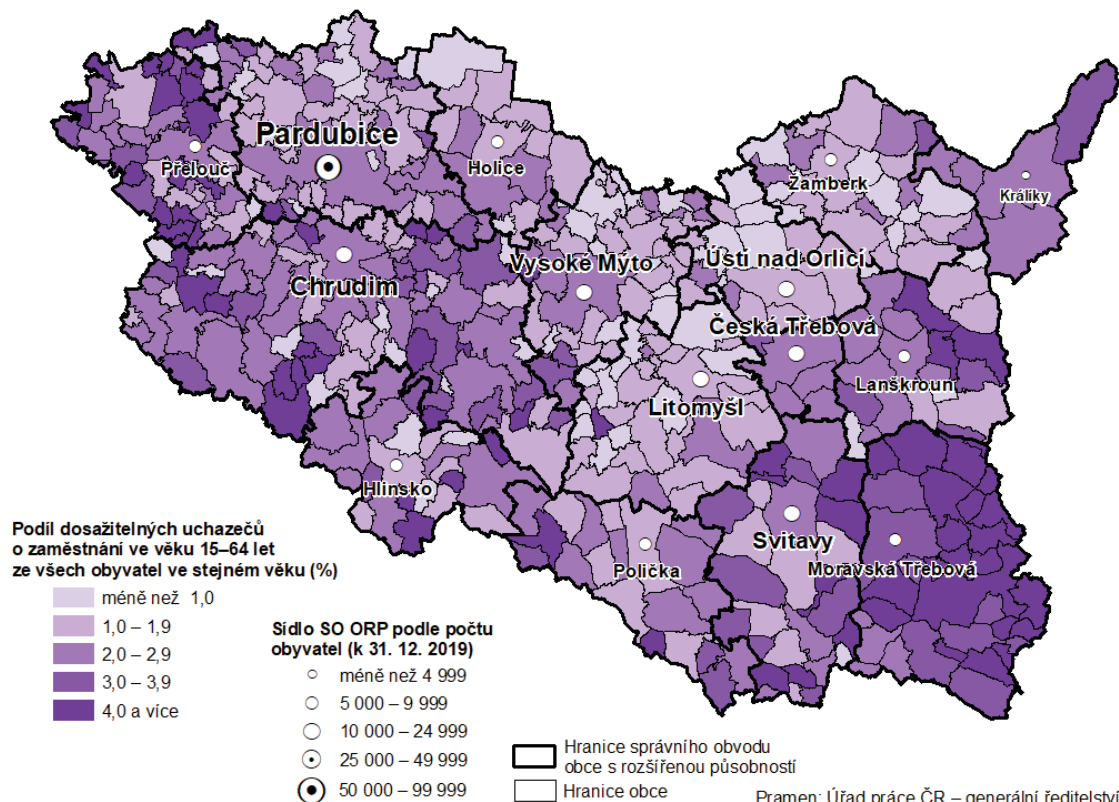 Pardubice
Přelouč
Holice
Žamberk
Králíky
Chrudim
Vysoké Mýto
Ústí nad Orlicí
Česká Třebová
Lanškroun
Litomyšl
Hlinsko
Svitavy
Polička
Moravská Třebová
Podíl dosažitelných uchazečů
o zaměstnání ve věku 15–64 let
ze všech obyvatel ve stejném věku (%)
méně než 1,0
1,0 – 1,9
2,0 – 2,9
3,0 – 3,9
4,0 a více
Sídlo SO ORP podle počtu
obyvatel (k 31. 12. 2019)
méně než 4 999
5 000 – 9 999
10 000 – 24 999
25 000 – 49 999
50 000 – 99 999
Hranice správního obvodu
obce s rozšířenou působností
Hranice obce
Pramen: Úřad práce ČR – generální ředitelství